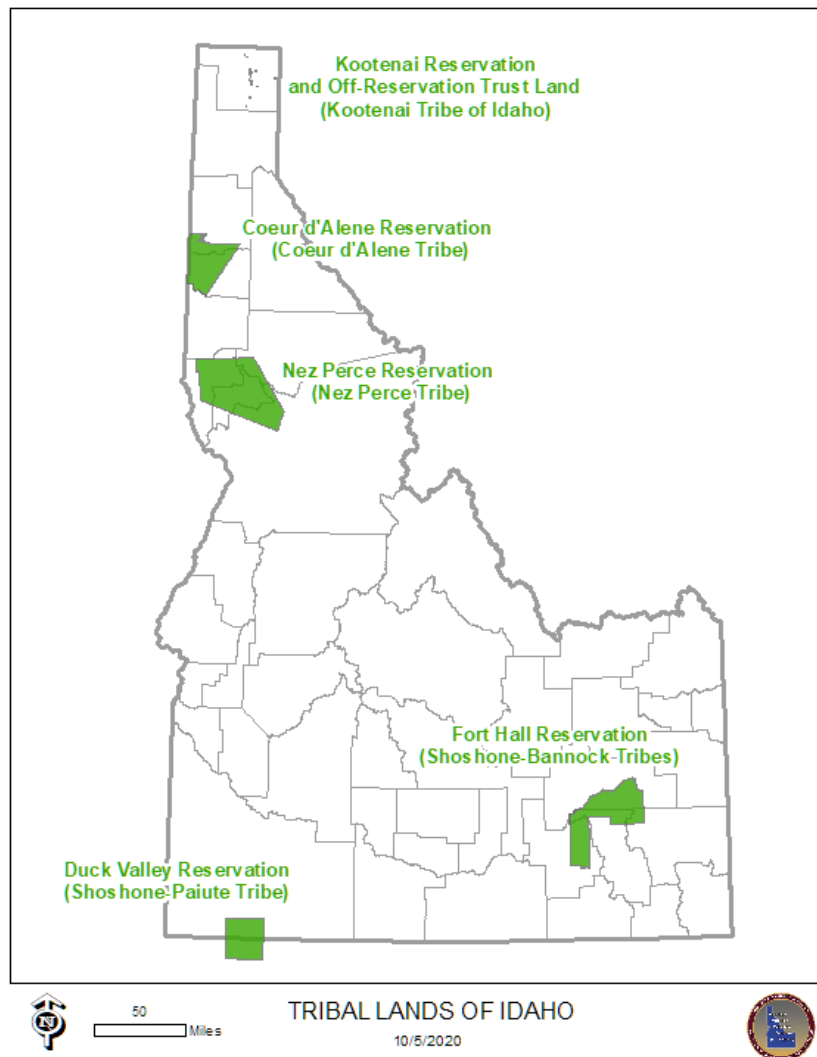 Kootenai Reservation
and Off-Reservation Trust Land
(Kootenai Tribe of Idaho)
Coeur d'Alene Reservation
(Coeur d'Alene Tribe)
Nez Perce Reservation
(Nez Perce Tribe)
Fort Hall Reservation
(Shoshone-Bannock-Tribes)
Duck Valley Reservation
(Shoshone-Paiute Tribe)
N
50
Miles
TRIBAL LANDS OF IDAHO
10/5/2020